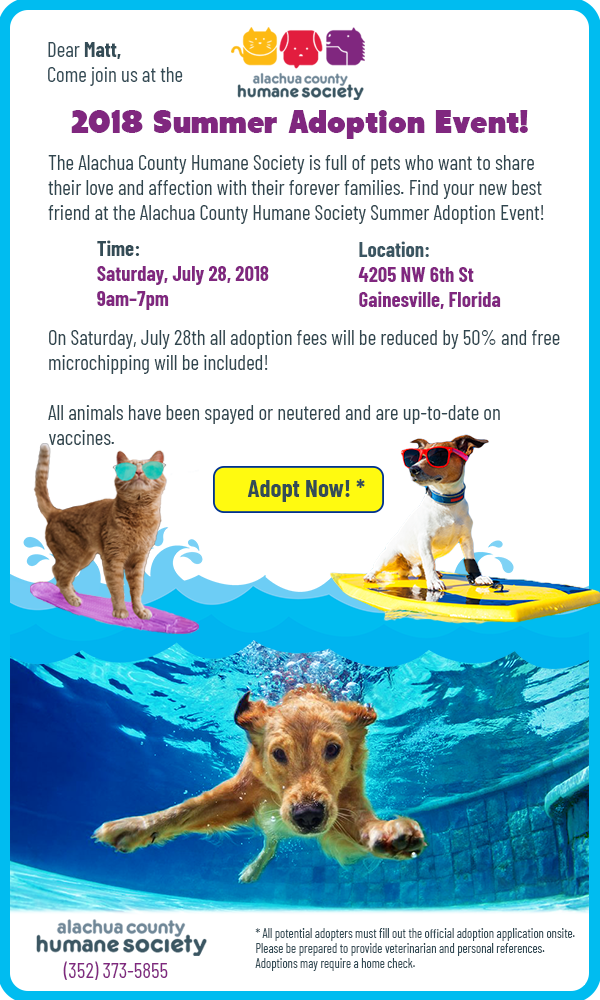 Dear Matt,
Come join us at the
alachua county
humane society
2018 Summer Adoption Event!
The Alachua County Humane Society is full of pets who want to share
their love and affection with their forever families. Find your new best
friend at the Alachua County Humane Society Summer Adoption Event!
Time:
Saturday, July 28, 2018
9am–7pm
Location:
4205 NW 6th St
Gainesville, Florida
On Saturday, July 28th all adoption fees will be reduced by 50% and free
microchipping will be included!
All animals have been spayed or neutered and are up-to-date on
vaccines.
Adopt Now! *
alachua county
humane society
(352) 373-5855
* All potential adopters must fill out the official adoption application onsite.
Please be prepared to provide veterinarian and personal references.
Adoptions may require a home check.